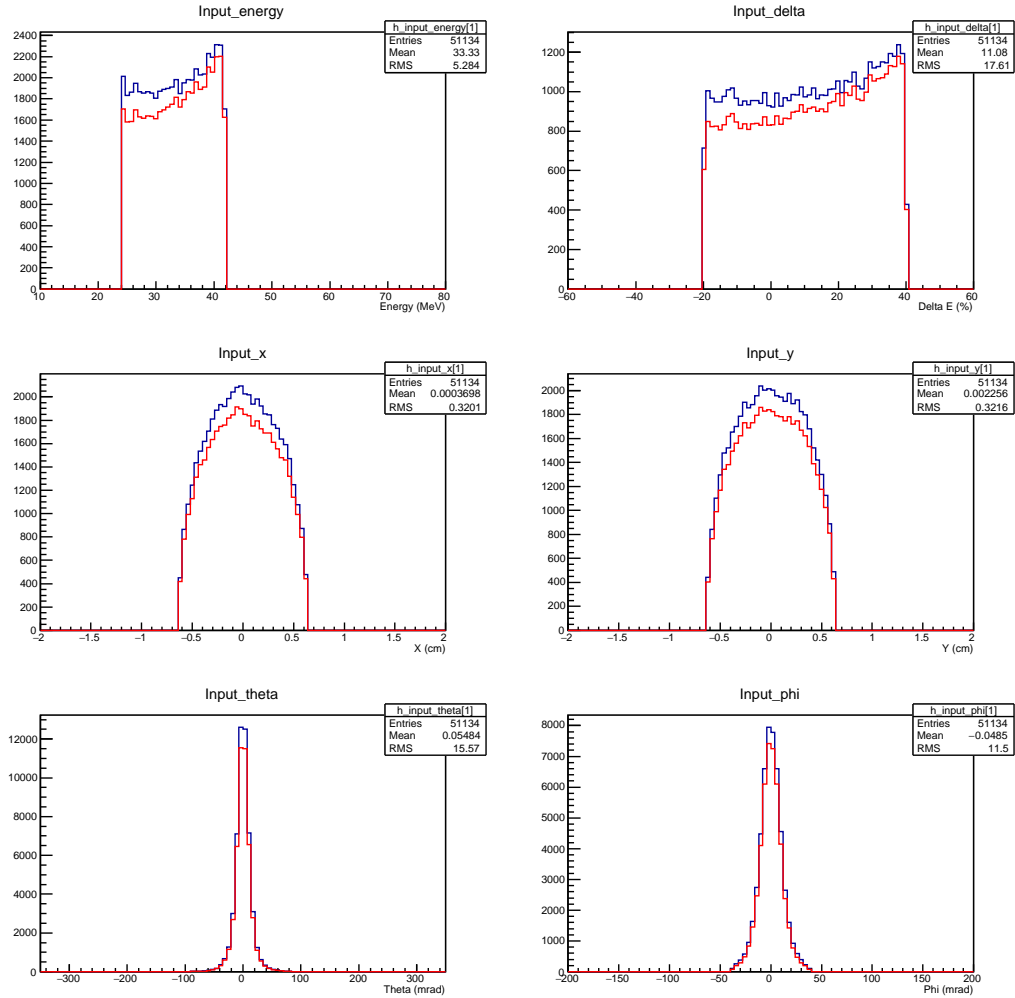 Input_energy
h_input_energy[1]
Entries 51134
Mean 33.33
RMS 5.284
2400
2200
2000
1800
1600
1400
1200
1000
800
600
400
200
0
10 20 30 40 50 60 70 80
Energy (MeV)
Input_delta
h_input_delta[1]
Entries 51134
Mean 11.08
RMS 17.61
1200
1000
800
600
400
200
0
−60 −40 −20 0 20 40 60
Delta E (%)
Input_x
h_input_x[1]
Entries 51134
Mean 0.0003698
RMS 0.3201
2000
1800
1600
1400
1200
1000
800
600
400
200
0
−2 −1.5 −1 −0.5 0 0.5 1 1.5 2
X (cm)
Input_y
h_input_y[1]
Entries 51134
Mean 0.002256
RMS 0.3216
2000
1800
1600
1400
1200
1000
800
600
400
200
0
−2 −1.5 −1 −0.5 0 0.5 1 1.5 2
Y (cm)
Input_theta
h_input_theta[1]
Entries 51134
Mean 0.05484
RMS 15.57
12000
10000
8000
6000
4000
2000
0
−300 −200 −100 0 100 200 300
Theta (mrad)
Input_phi
h_input_phi[1]
Entries 51134
Mean −0.0485
RMS 11.5
8000
7000
6000
5000
4000
3000
2000
1000
0
−200 −150 −100 −50 0 50 100 150 200
Phi (mrad)